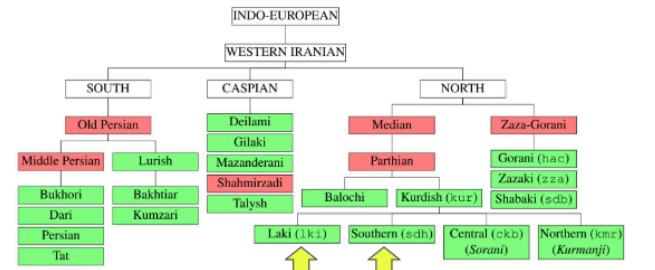 INDO-EUROPEAN
WESTERN IRANIAN
SOUTH
CASPIAN
NORTH
Old Persian
Deilami
Median
Zaza-Gorani
Gilaki
Middle Persian
Lurish
Mazanderani
Parthian
Gorani (hac)
Shahmirzadi
Zazaki (zza)
Bukhori
Bakhtiar
Talysh
Balochi
Kurdish (kur)
Shabaki (sdb)
Dari
Kumzari
Persian
Laki (lki)
Southern (sdh)
Central (ckb)
(Sorani)
Northern (kmr)
(Kurmanji)
Tat